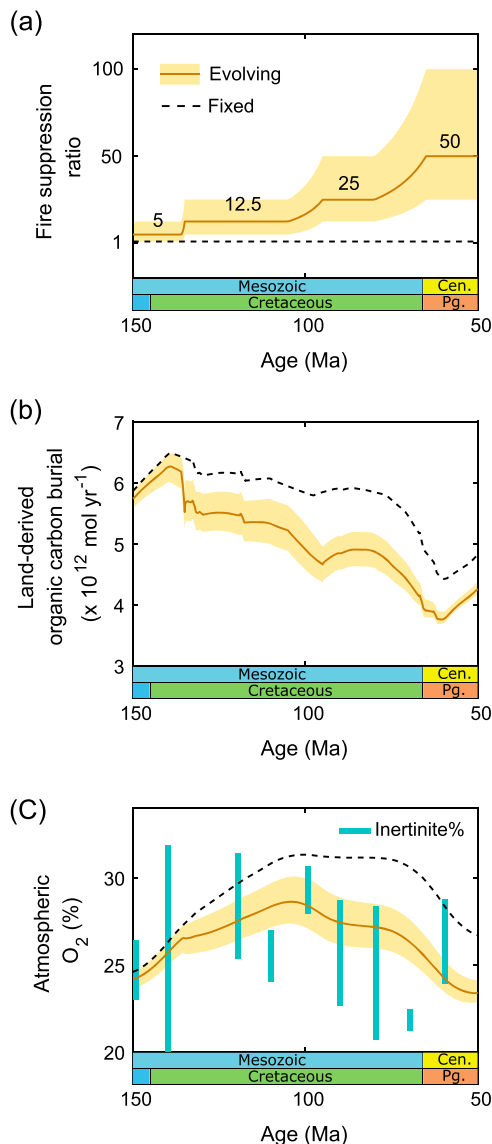 (a)
Fire suppression
ratio
100
50
1
Evolving
Fixed
5
12.5
25
50
Mesozoic
Cen.
Cretaceous
Pg.
150
100
50
Age (Ma)
(b)
Land-derived
organic carbon burial
(x 10¹² mol yr⁻¹)
7
6
5
4
3
Mesozoic
Cen.
Cretaceous
Pg.
150
100
50
Age (Ma)
(C)
Atmospheric
O₂ (%)
30
25
20
Inertinite%
Mesozoic
Cen.
Cretaceous
Pg.
150
100
50
Age (Ma)